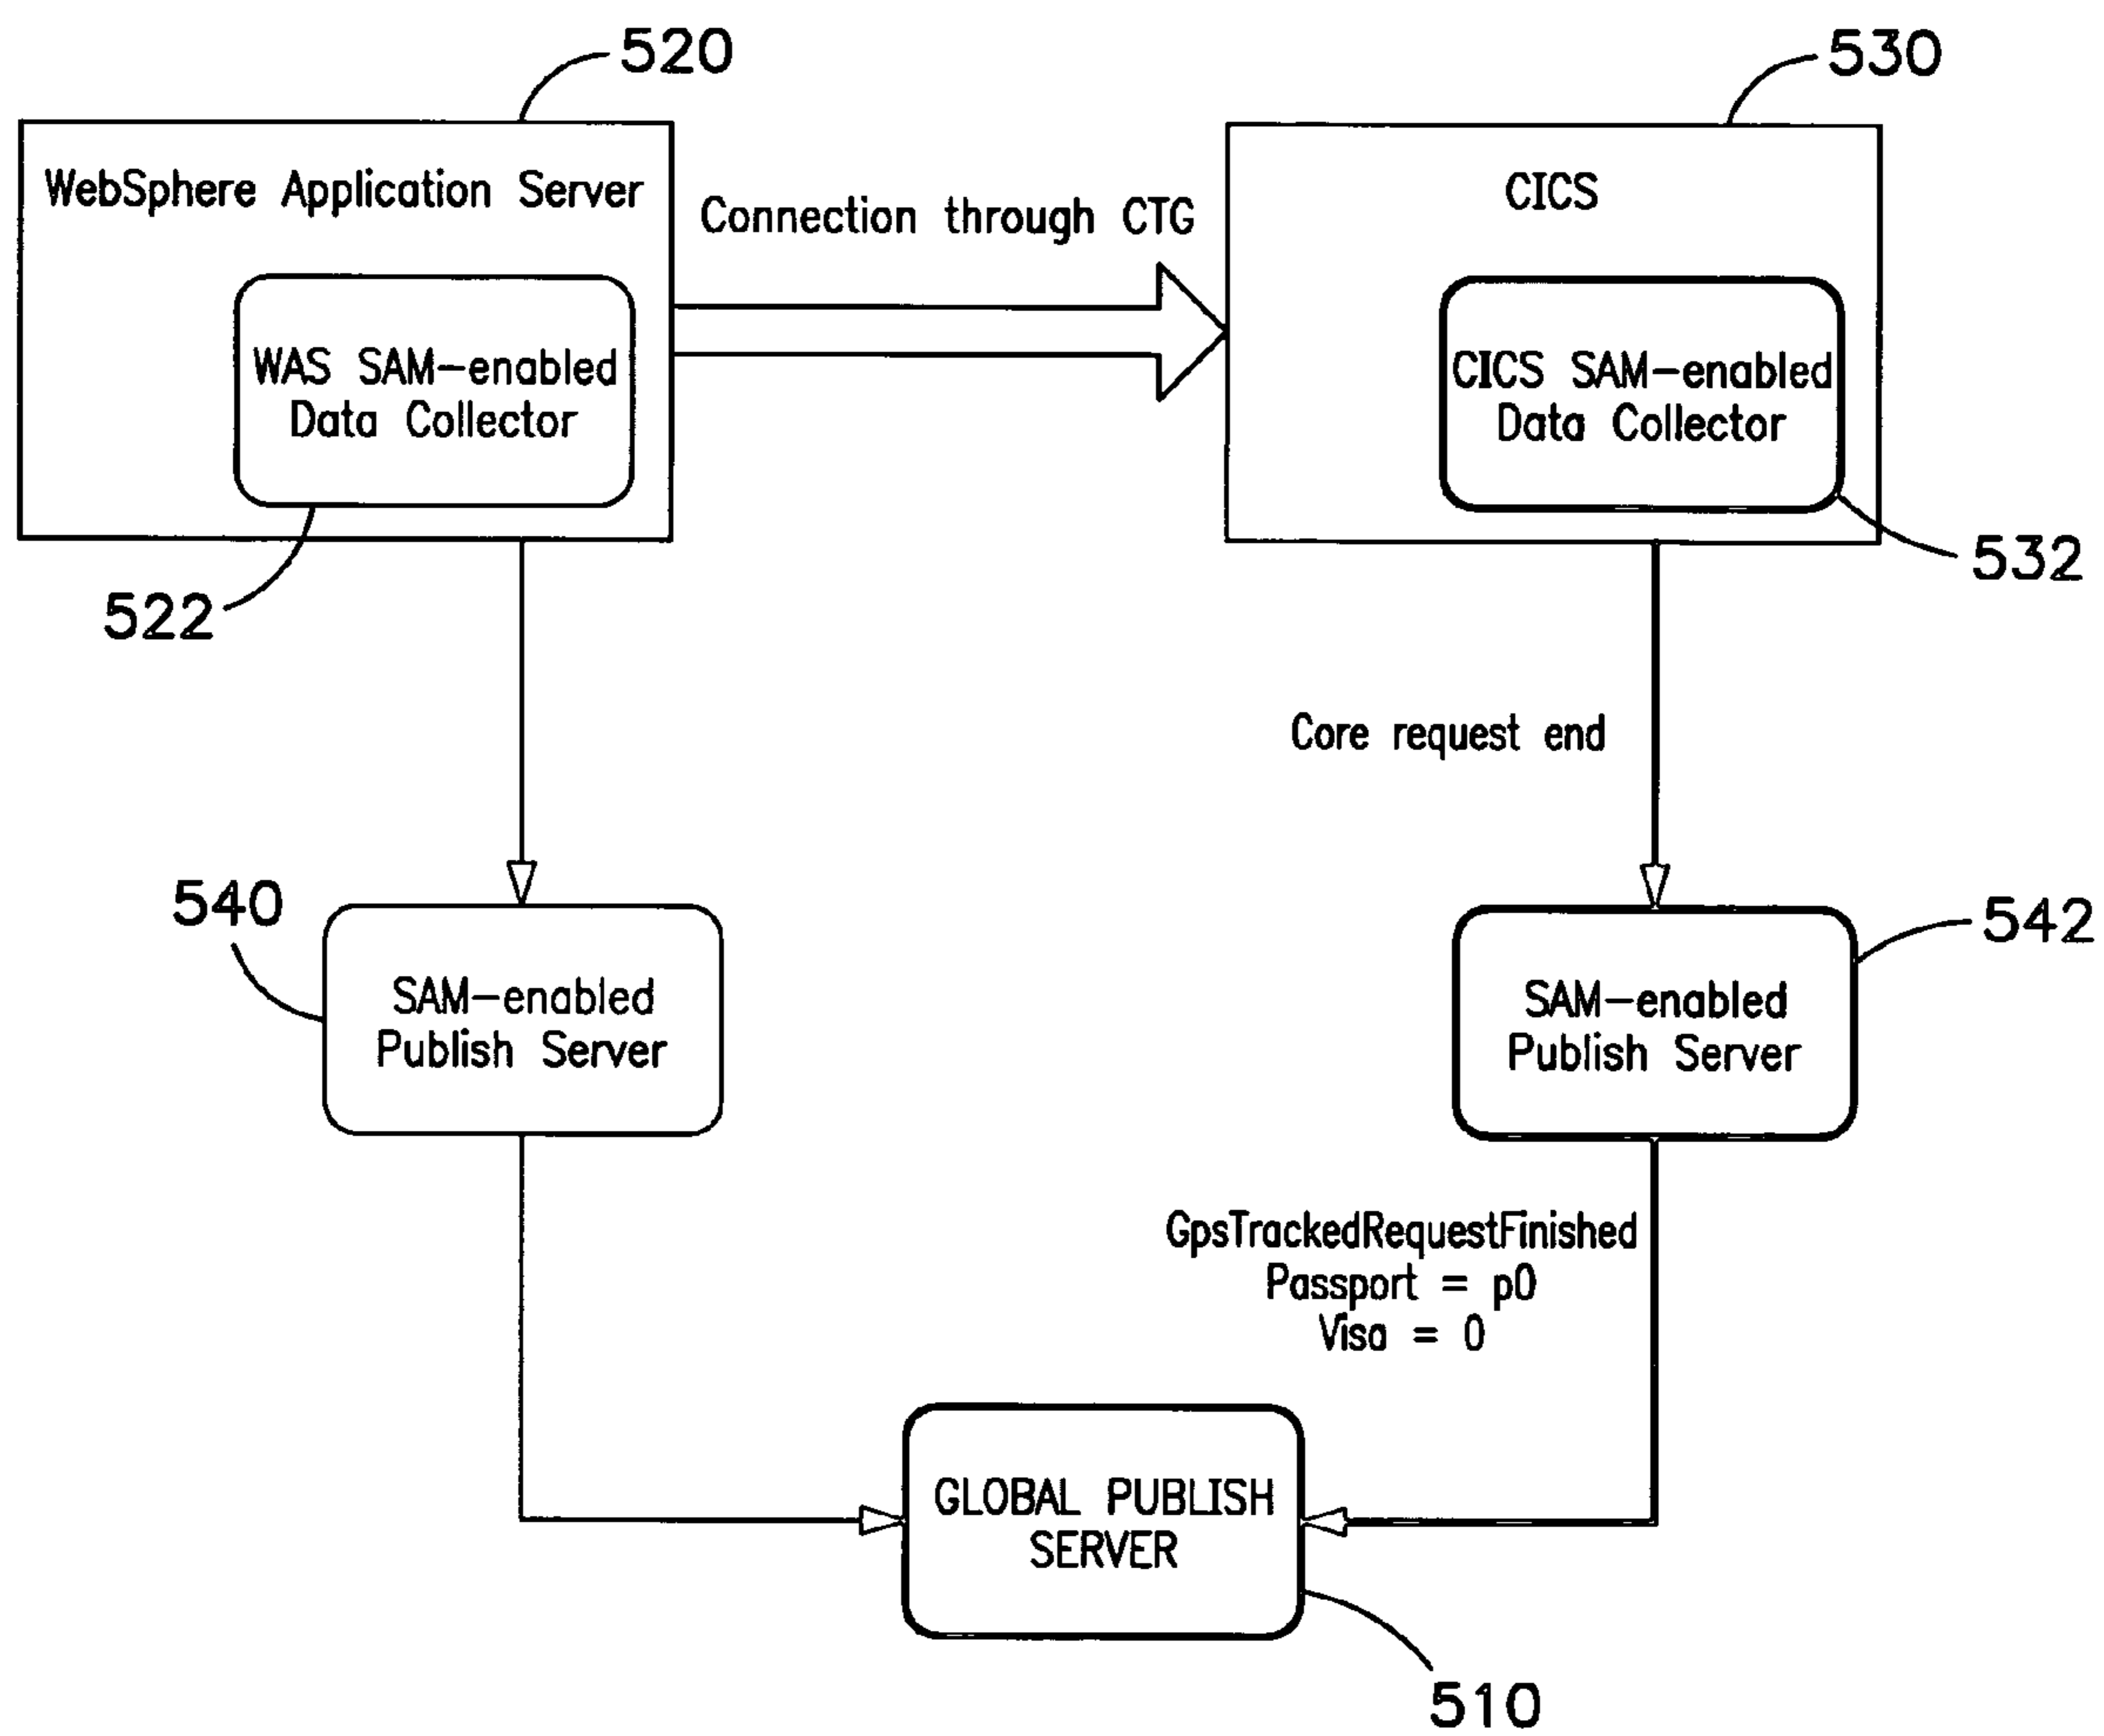 520
530
WebSphere Application Server
Connection through CTG
CICS
WAS SAM-enabled
Data Collector
CICS SAM-enabled
Data Collector
522
532
Core request end
540
542
SAM-enabled
Publish Server
SAM-enabled
Publish Server
GpsTrackedRequestFinished
Passport = p0
Visa = 0
GLOBAL PUBLISH
SERVER
510